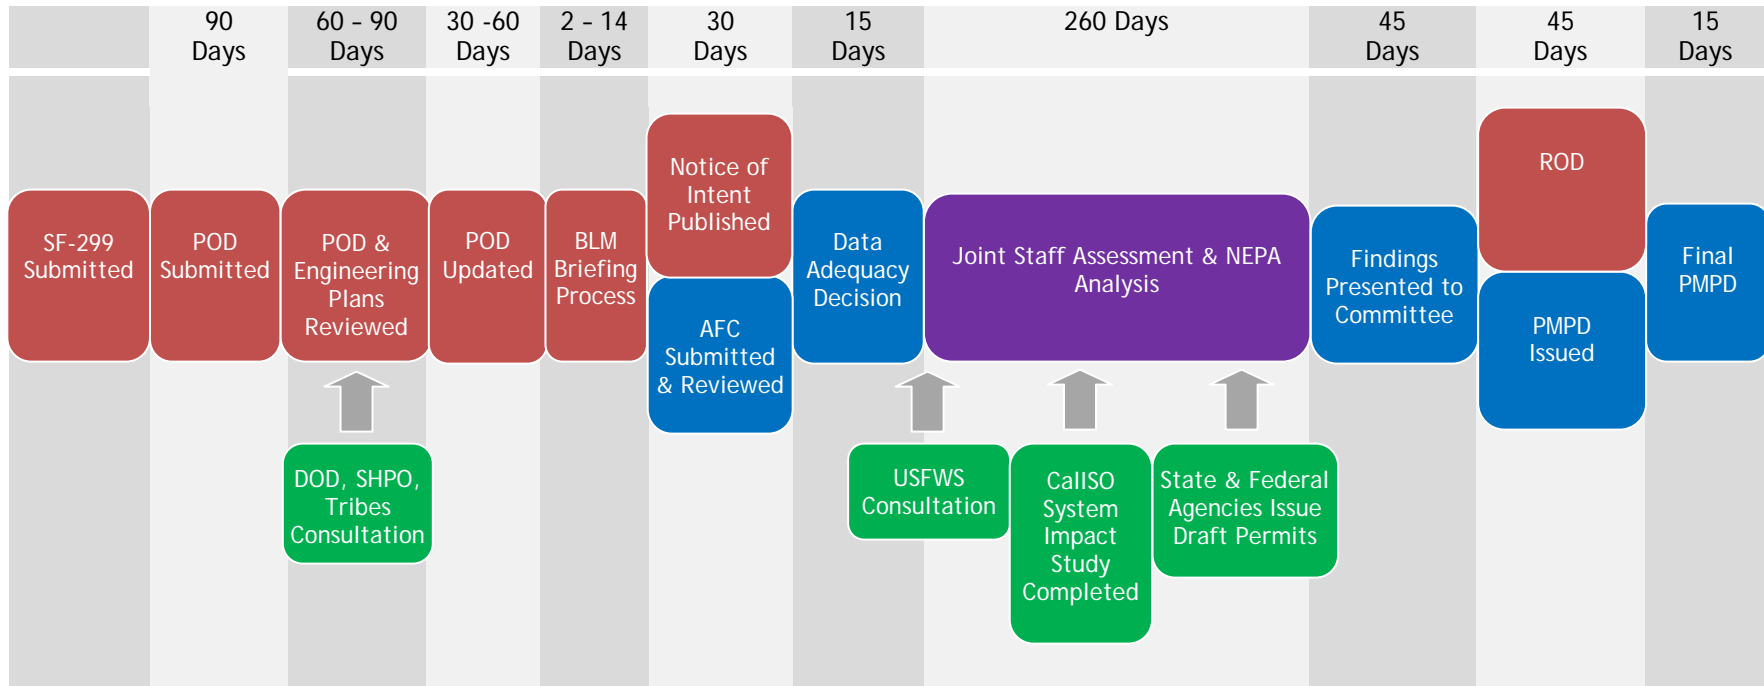 90
Days
60 – 90
Days
30 -60
Days
2 – 14
Days
30
Days
15
Days
260 Days
45
Days
45
Days
15
Days
SF-299
Submitted
POD
Submitted
POD &
Engineering
Plans
Reviewed
POD
Updated
BLM
Briefing
Process
Notice of
Intent
Published
AFC
Submitted
& Reviewed
Data
Adequacy
Decision
Joint Staff Assessment & NEPA
Analysis
Findings
Presented to
Committee
ROD
PMPD
Issued
Final
PMPD
DOD, SHPO,
Tribes
Consultation
USFWS
Consultation
CalISO
System
Impact
Study
Completed
State & Federal
Agencies Issue
Draft Permits